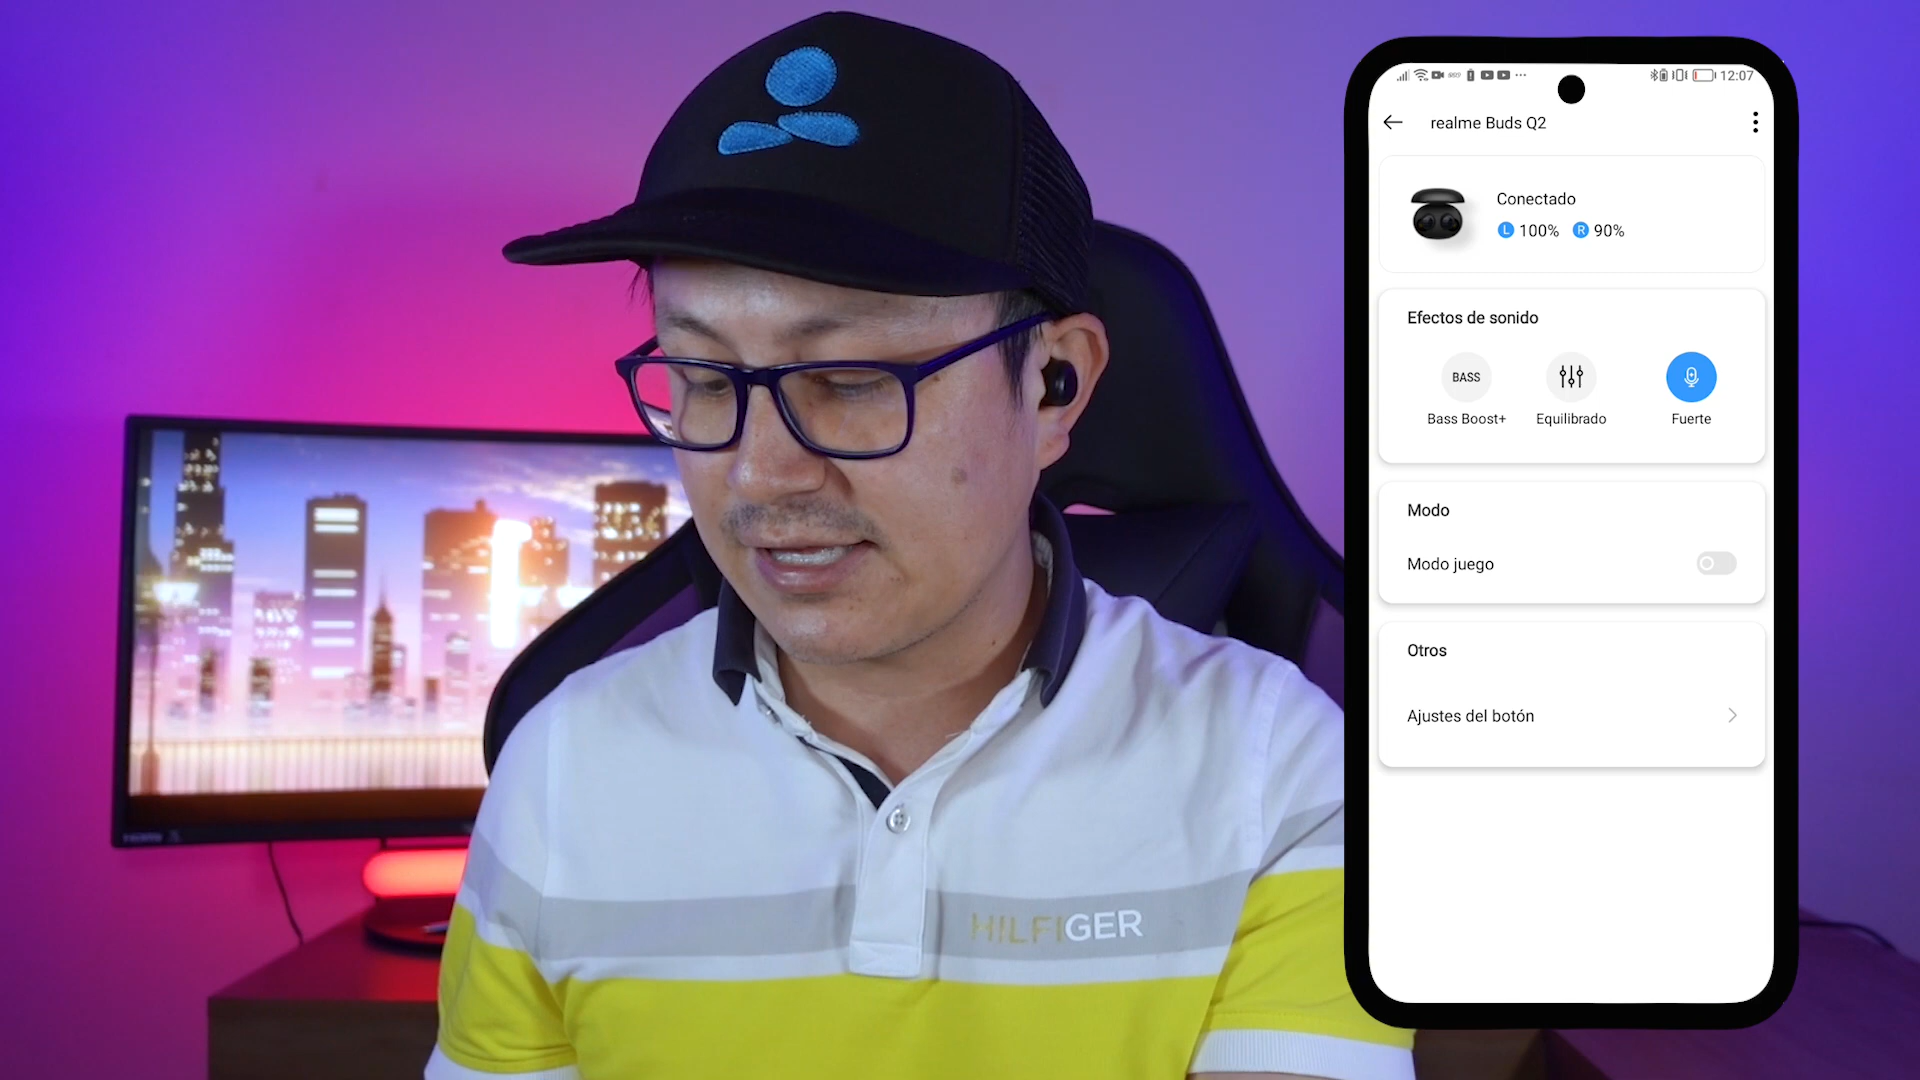 12:07
realme Buds Q2
Conectado
L 100% R 90%
Efectos de sonido
BASS
Bass Boost+ Equilibrado Fuerte
Modo
Modo juego
Otros
Ajustes del botón
HILFIGER